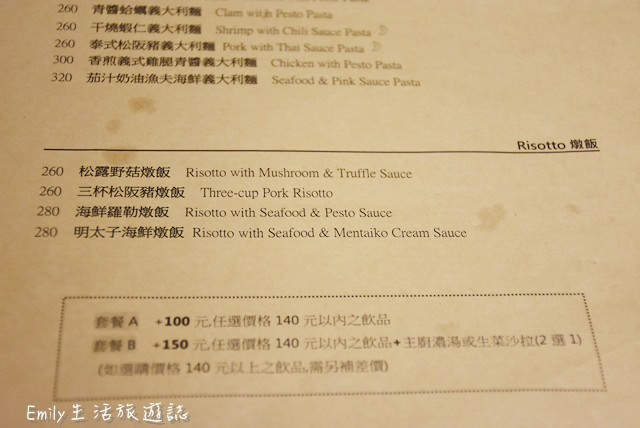 260 青醬蛤蠣義大利麵 Clam with Pesto Pasta
260 干燒蝦仁義大利麵 Shrimp with Chili Sauce Pasta
260 泰式松阪豬義大利麵 Pork with Thai Sauce Pasta
300 香煎義式雞腿青醬義大利麵 Chicken with Pesto Pasta
320 茄汁奶油漁夫海鮮義大利麵 Seafood & Pink Sauce Pasta
Risotto 燉飯
260 松露野菇燉飯 Risotto with Mushroom & Truffle Sauce
260 三杯松阪豬燉飯 Three-cup Pork Risotto
280 海鮮羅勒燉飯 Risotto with Seafood & Pesto Sauce
280 明太子海鮮燉飯 Risotto with Seafood & Mentaiko Cream Sauce
套餐 A +100 元,任選價格 140 元以內之飲品
套餐 B +150 元,任選價格 140 元以內之飲品+主廚濃湯或生菜沙拉(2 選 1)
(如選購價格 140 元以上之飲品,需另補差價)
Emily生活旅遊誌